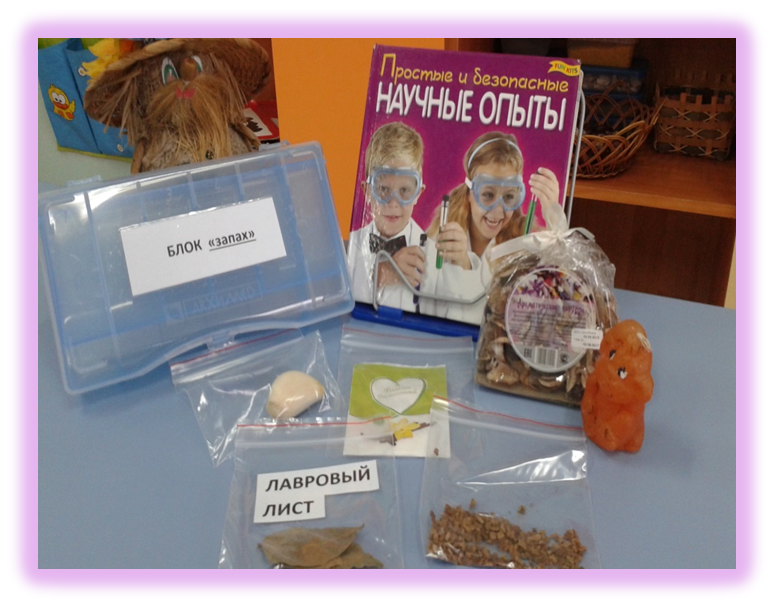 Простые и безопасные
НАУЧНЫЕ ОПЫТЫ
БЛОК «запах»
ЛАВРОВЫЙ
ЛИСТ